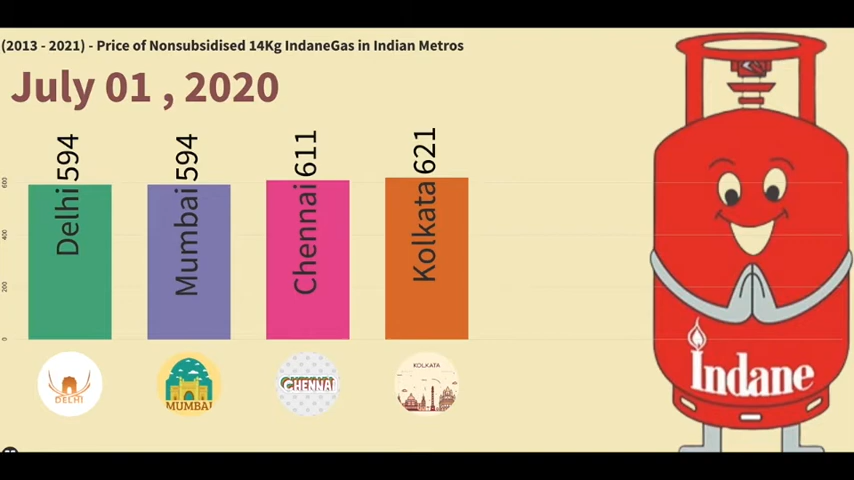 (2013 - 2021) - Price of Nonsubsidised 14Kg IndaneGas in Indian Metros
July 01 , 2020
Delhi 594
Mumbai 594
Chennai 611
Kolkata 621
600
400
200
0
DELHI
MUMBAI
CHENNAI
KOLKATA
Indane